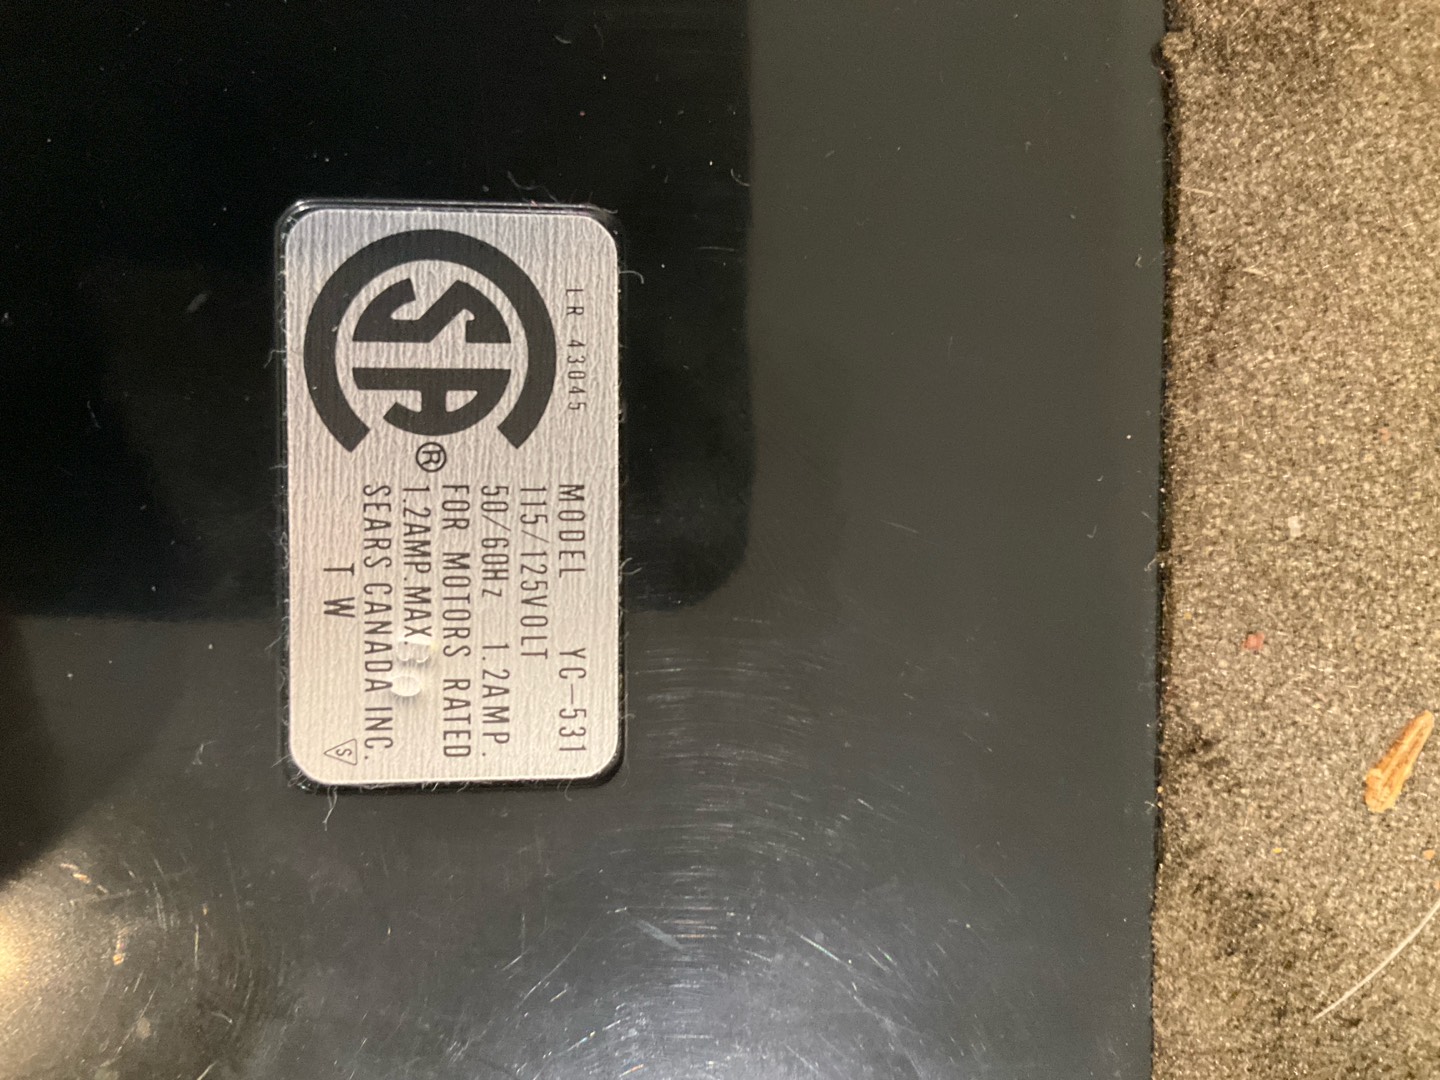 LR 43045
CSA®
MODEL YC-531
115/125VOLT
50/60Hz 1.2AMP.
FOR MOTORS RATED
1.2AMP.MAX
SEARS CANADA INC.
T W
S